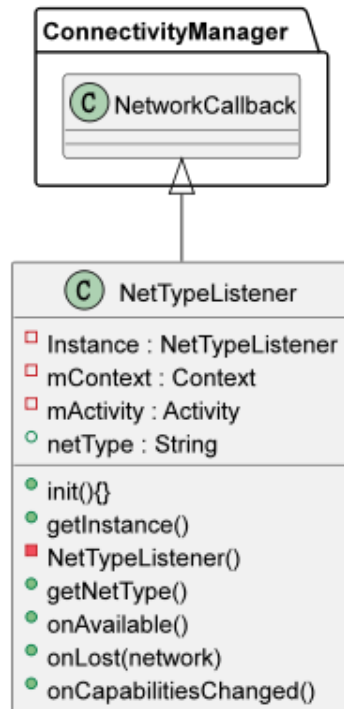 ConnectivityManager
C NetworkCallback
C NetTypeListener
Instance : NetTypeListener
mContext : Context
mActivity : Activity
netType : String
init(){}
getInstance()
NetTypeListener()
getNetType()
onAvailable()
onLost(network)
onCapabilitiesChanged()